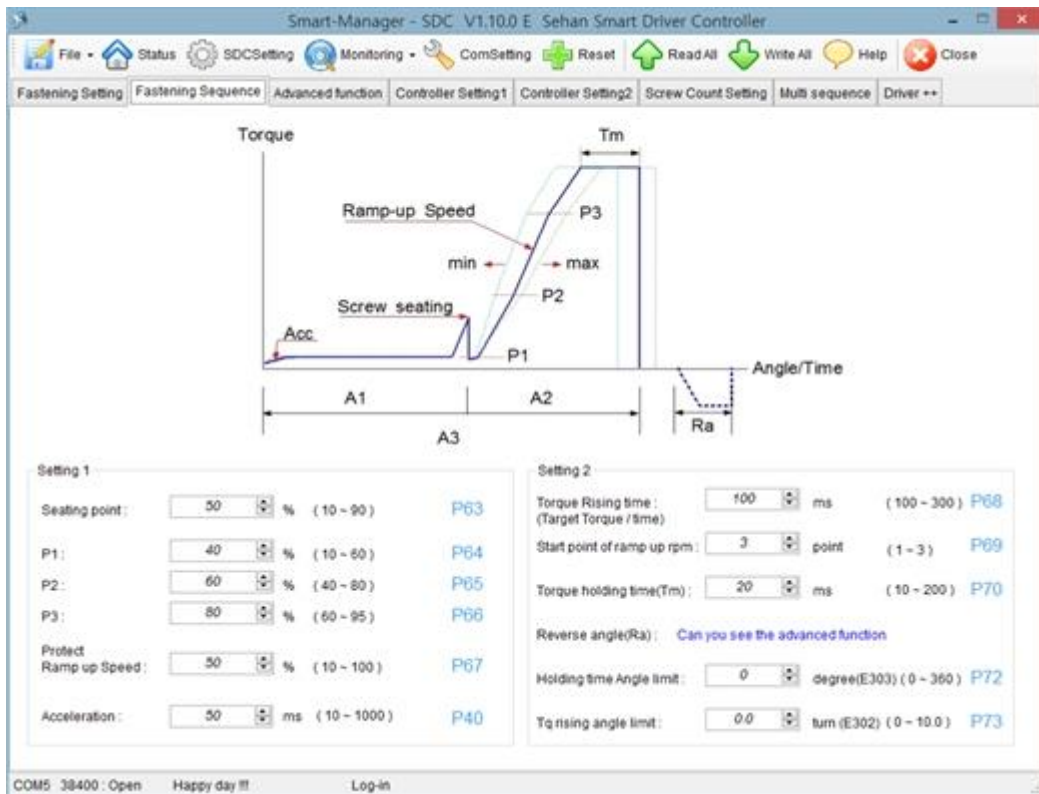 Smart-Manager - SDC V1.10.0 E Sehan Smart Driver Controller
File Status SDCSetting Monitoring ComSetting Reset Read All Write All Help Close
Fastening Setting Fastening Sequence Advanced function Controller Setting1 Controller Setting2 Screw Count Setting Multi sequence Driver ++
Torque
Tm
Ramp-up Speed
P3
min
max
P2
Screw seating
Acc
P1
Angle/Time
A1
A2
Ra
A3
Setting 1
Seating point : 50 % ( 10 ~ 90 ) P63
P1 : 40 % ( 10 ~ 60 ) P64
P2 : 60 % ( 40 ~ 80 ) P65
P3 : 80 % ( 60 ~ 95 ) P66
Protect
Ramp up Speed : 50 % ( 10 ~ 100 ) P67
Acceleration : 50 ms ( 10 ~ 1000 ) P40
Setting 2
Torque Rising time : 100 ms ( 100 ~ 300 ) P68
(Target Torque / time)
Start point of ramp up rpm : 3 point ( 1 ~ 3 ) P69
Torque holding time(Tm) : 20 ms ( 10 ~ 200 ) P70
Reverse angle(Ra) : Can you see the advanced function
Holding time Angle limit : 0 degree(E303) ( 0 ~ 360 ) P72
Tq rising angle limit : 0.0 turn (E302) ( 0 ~ 10.0 ) P73
COM5 38400 : Open Happy day !!! Log-in